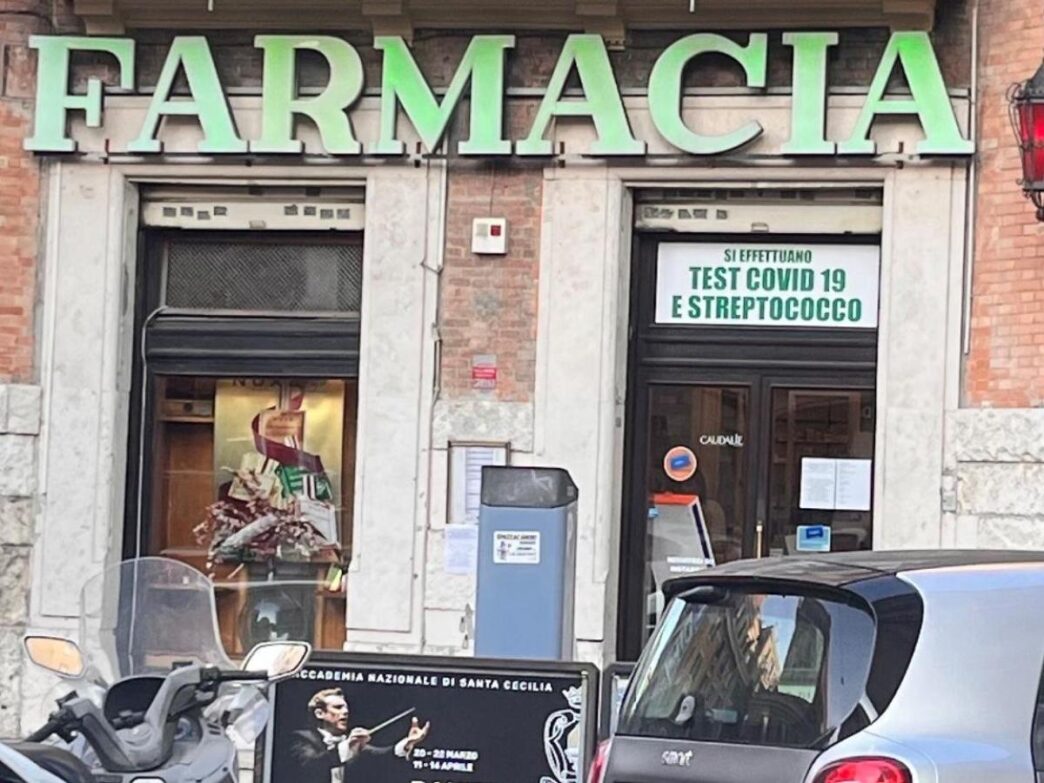 FARMACIA
SI EFFETTUANO
TEST COVID 19
E STREPTOCOCCO
CAUDALIE
ACCADEMIA NAZIONALE DI SANTA CECILIA
20 - 22 MARZO
11 - 14 APRILE
smart